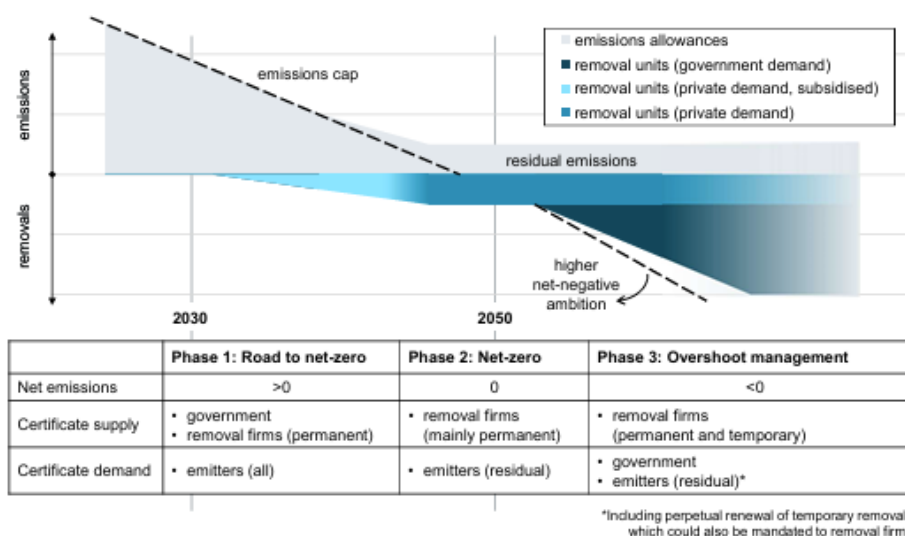 emissions allowances
removal units (government demand)
removal units (private demand, subsidised)
removal units (private demand)
emissions cap
emissions
residual emissions
removals
higher
net-negative
ambition
2030
2050
Phase 1: Road to net-zero
Phase 2: Net-zero
Phase 3: Overshoot management
Net emissions
>0
0
<0
Certificate supply
• government
• removal firms (permanent)
• removal firms
(mainly permanent)
• removal firms
(permanent and temporary)
Certificate demand
• emitters (all)
• emitters (residual)
• government
• emitters (residual)*
*Including perpetual renewal of temporary removal
which could also be mandated to removal firm